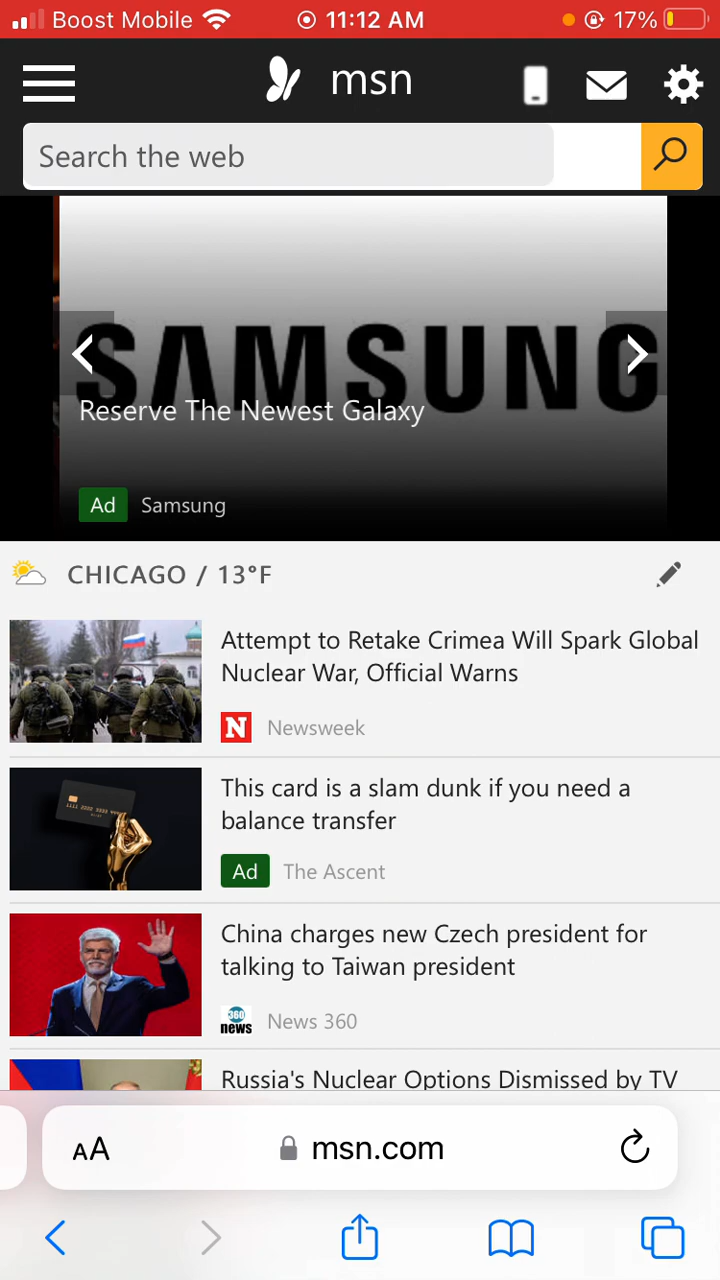 Boost Mobile 11:12 AM 17%
msn
Search the web
SAMSUNG
Reserve The Newest Galaxy
Ad Samsung
CHICAGO / 13°F
Attempt to Retake Crimea Will Spark Global
Nuclear War, Official Warns
N Newsweek
This card is a slam dunk if you need a
balance transfer
Ad The Ascent
China charges new Czech president for
talking to Taiwan president
360 news News 360
Russia's Nuclear Options Dismissed by TV
AA msn.com